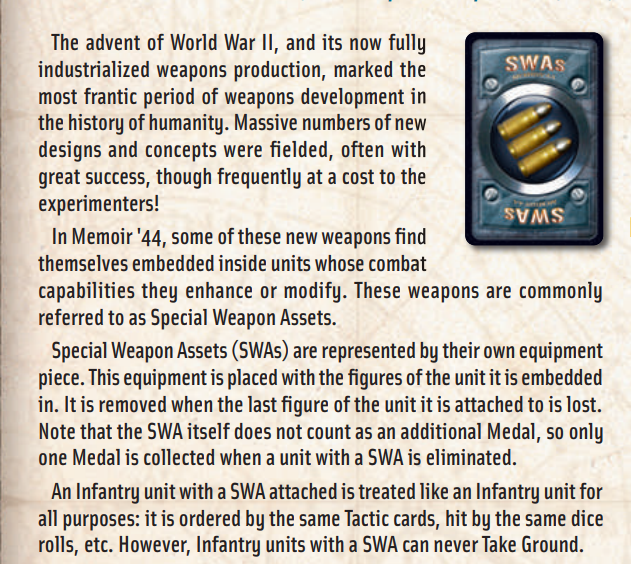 The advent of World War II, and its now fully
industrialized weapons production, marked the
most frantic period of weapons development in
the history of humanity. Massive numbers of new
designs and concepts were fielded, often with
great success, though frequently at a cost to the
experimenters!
In Memoir '44, some of these new weapons find
themselves embedded inside units whose combat
capabilities they enhance or modify. These weapons are commonly
referred to as Special Weapon Assets.
Special Weapon Assets (SWAs) are represented by their own equipment
piece. This equipment is placed with the figures of the unit it is embedded
in. It is removed when the last figure of the unit it is attached to is lost.
Note that the SWA itself does not count as an additional Medal, so only
one Medal is collected when a unit with a SWA is eliminated.
An Infantry unit with a SWA attached is treated like an Infantry unit for
all purposes: it is ordered by the same Tactic cards, hit by the same dice
rolls, etc. However, Infantry units with a SWA can never Take Ground.
SWAs
SWAs